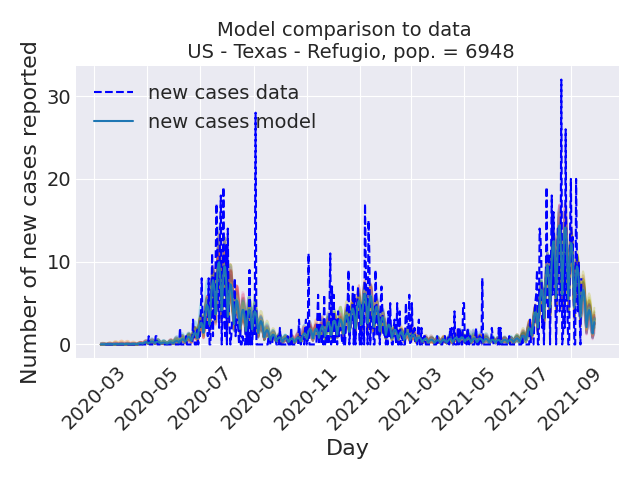 Model comparison to data
US - Texas - Refugio, pop. = 6948
Number of new cases reported
30
20
10
0
new cases data
new cases model
2020-03
2020-05
2020-07
2020-09
2020-11
2021-01
2021-03
2021-05
2021-07
2021-09
Day